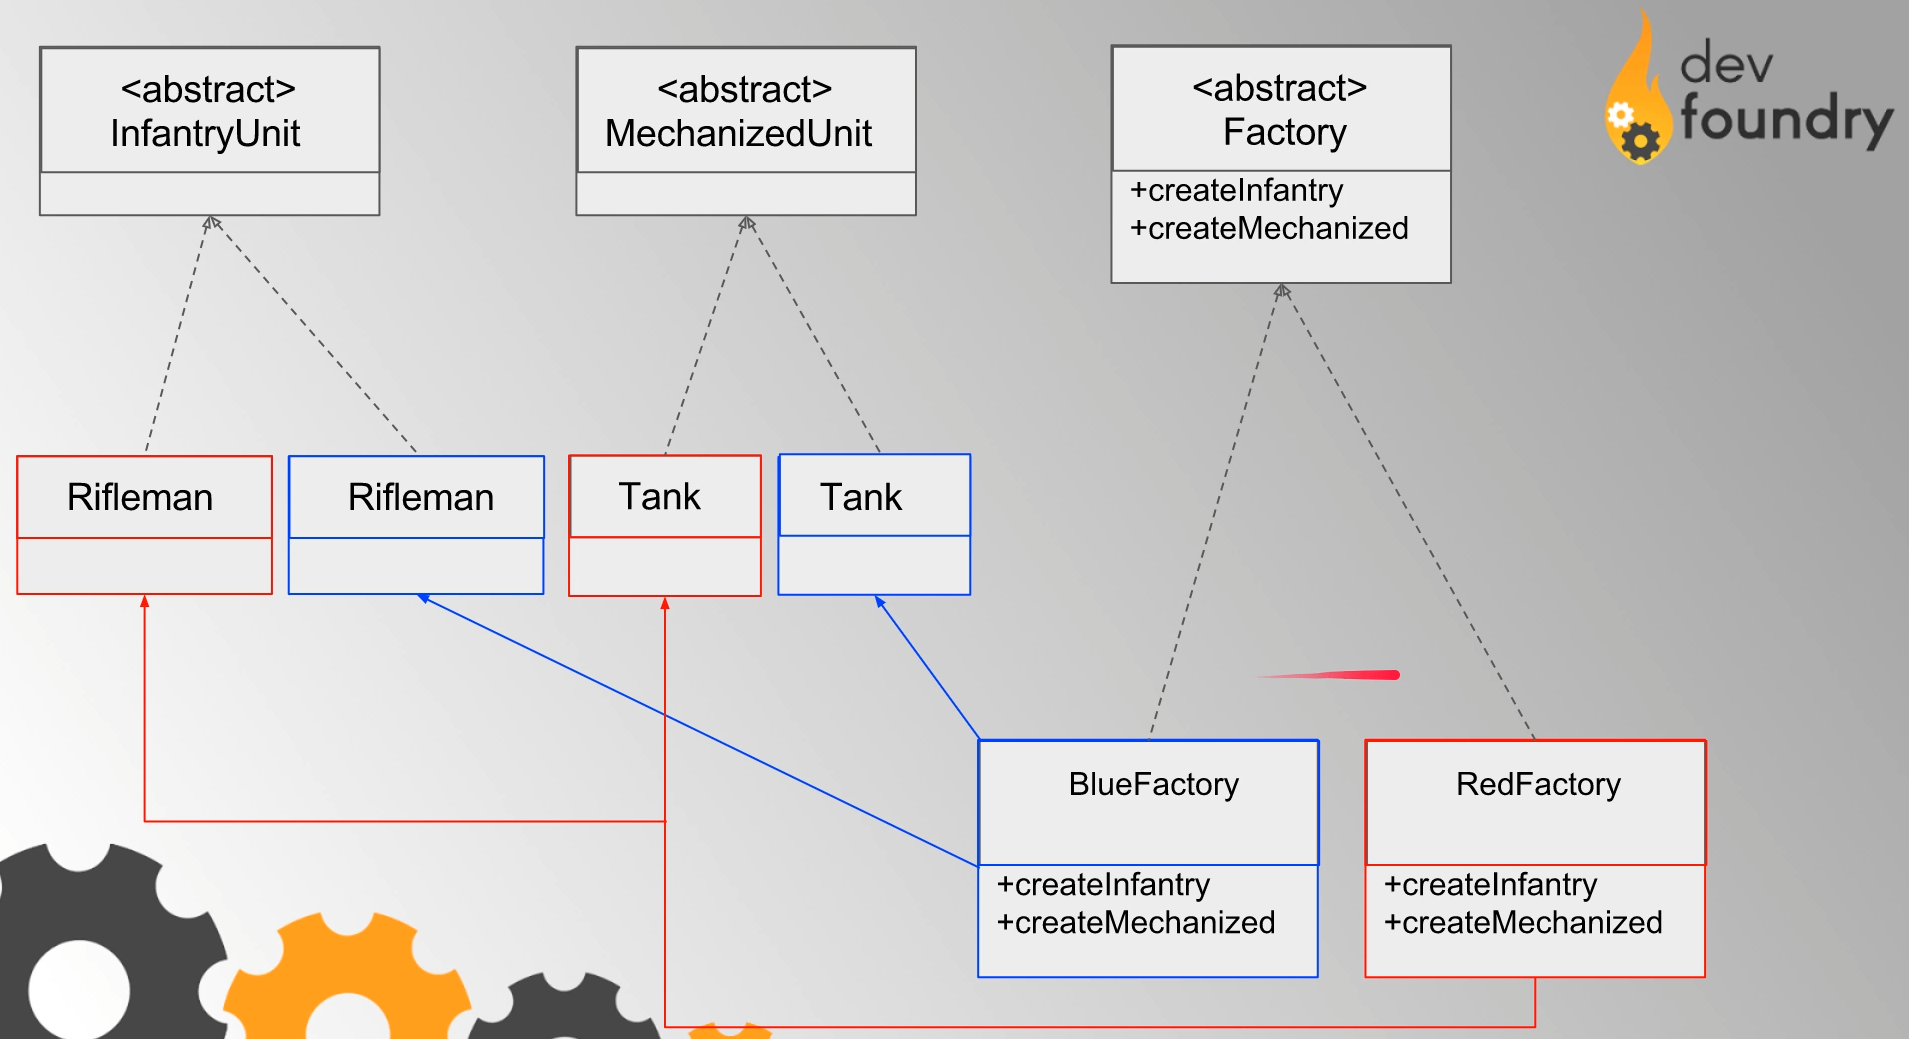 <abstract>
InfantryUnit
<abstract>
MechanizedUnit
<abstract>
Factory
+createInfantry
+createMechanized
dev
foundry
Rifleman
Rifleman
Tank
Tank
BlueFactory
+createInfantry
+createMechanized
RedFactory
+createInfantry
+createMechanized